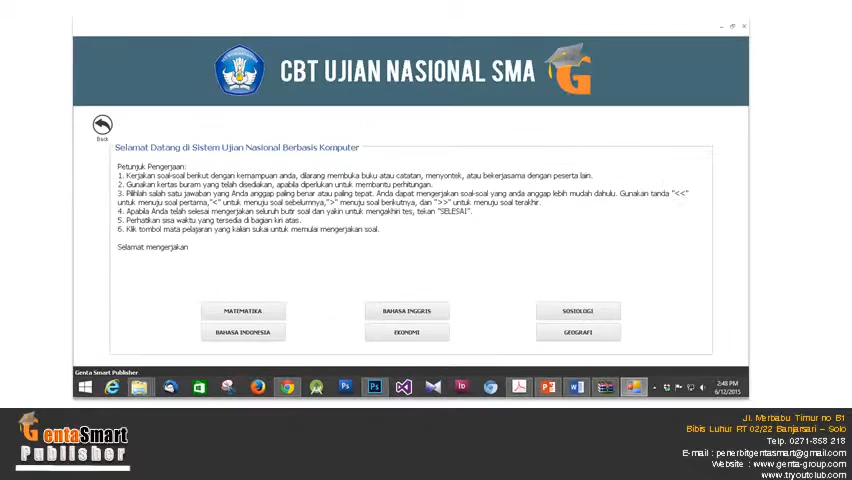 CBT UJIAN NASIONAL SMA
Back
Selamat Datang di Sistem Ujian Nasional Berbasis Komputer
Petunjuk Pengerjaan:
1. Kerjakan soal-soal berikut dengan kemampuan anda, dilarang membuka buku atau catatan, menyontek, atau bekerjasama dengan peserta lain.
2. Gunakan kertas buram yang telah disediakan, apabila diperlukan untuk membantu perhitungan.
3. Pilihlah salah satu jawaban yang Anda anggap paling benar atau paling tepat. Anda dapat mengerjakan soal-soal yang anda anggap lebih mudah dahulu. Gunakan tanda "<<"
untuk menuju soal pertama,"<" untuk menuju soal sebelumnya,">" menuju soal berikutnya, dan ">>" untuk menuju soal terakhir.
4. Apabila Anda telah selesai mengerjakan seluruh butir soal dan yakin untuk mengakhiri tes, tekan "SELESAI".
5. Perhatikan sisa waktu yang tersedia di bagian kiri atas.
6. Klik tombol mata pelajaran yang kalian sukai untuk memulai mengerjakan soal.
Selamat mengerjakan
MATEMATIKA
BAHASA INGGRIS
SOSIOLOGI
BAHASA INDONESIA
EKONOMI
GEOGRAFI
Genta Smart Publisher
2:48 PM
6/12/2015
GentaSmart
Publisher
Jl. Merbabu Timur no B1
Bibis Luhur RT 02/22 Banjarsari – Solo
Telp. 0271-858 218
E-mail : penerbitgentasmart@gmail.com
Website : www.genta-group.com
www.tryoutclub.com